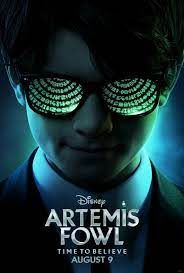 Disney
ARTEMIS
FOWL
TIME TO BELIEVE
AUGUST 9